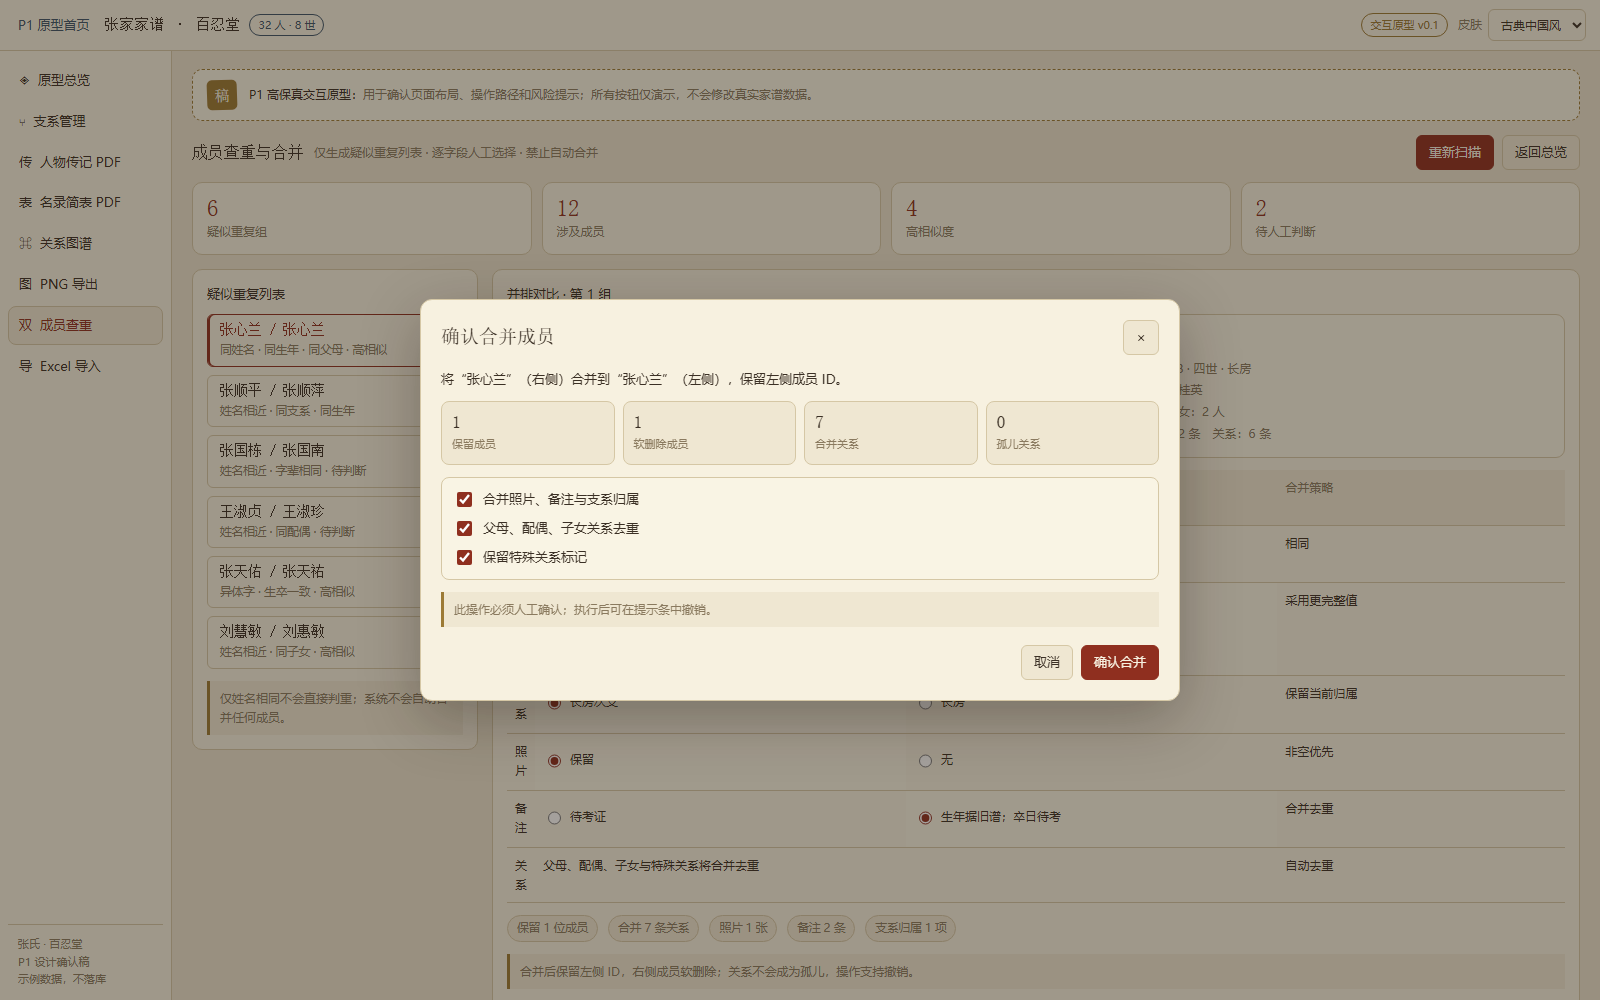 P1 原型首页 张家家谱 · 百忍堂 32 人 · 8 世
交互原型 v0.1 皮肤 古典中国风
原型总览
支系管理
传 人物传记 PDF
表 名录简表 PDF
⌘ 关系图谱
图 PNG 导出
双 成员查重
导 Excel 导入
张氏 · 百忍堂
P1 设计确认稿
示例数据，不落库
稿 P1 高保真交互原型：用于确认页面布局、操作路径和风险提示；所有按钮仅演示，不会修改真实家谱数据。
成员查重与合并 仅生成疑似重复列表 · 逐字段人工选择 · 禁止自动合并
重新扫描 返回总览
6
疑似重复组
12
涉及成员
4
高相似度
2
待人工判断
疑似重复列表
张心兰 / 张心兰
同姓名 · 同生年 · 同父母 · 高相似
张顺平 / 张顺萍
姓名相近 · 同支系 · 同生年
张国栋 / 张国南
姓名相近 · 字辈相同 · 待判断
王淑贞 / 王淑珍
姓名相近 · 同配偶 · 待判断
张天佑 / 张天祐
异体字 · 生卒一致 · 高相似
刘慧敏 / 刘惠敏
姓名相近 · 同子女 · 高相似
仅姓名相同不会直接判重；系统不会自动合
并任何成员。
并排对比 · 第 1 组
· 四世 · 长房
桂英
女：2 人
2 条 关系：6 条
合并策略
相同
采用更完整值
系 长房次支 长房 保留当前归属
照片 保留 无 非空优先
备注 待考证 生年据旧谱；卒日待考 合并去重
关系 父母、配偶、子女与特殊关系将合并去重 自动去重
保留 1 位成员 合并 7 条关系 照片 1 张 备注 2 条 支系归属 1 项
合并后保留左侧 ID，右侧成员软删除；关系不会成为孤儿，操作支持撤销。
确认合并成员
×
将“张心兰”（右侧）合并到“张心兰”（左侧），保留左侧成员 ID。
1
保留成员
1
软删除成员
7
合并关系
0
孤儿关系
合并照片、备注与支系归属
父母、配偶、子女关系去重
保留特殊关系标记
此操作必须人工确认；执行后可在提示条中撤销。
取消 确认合并